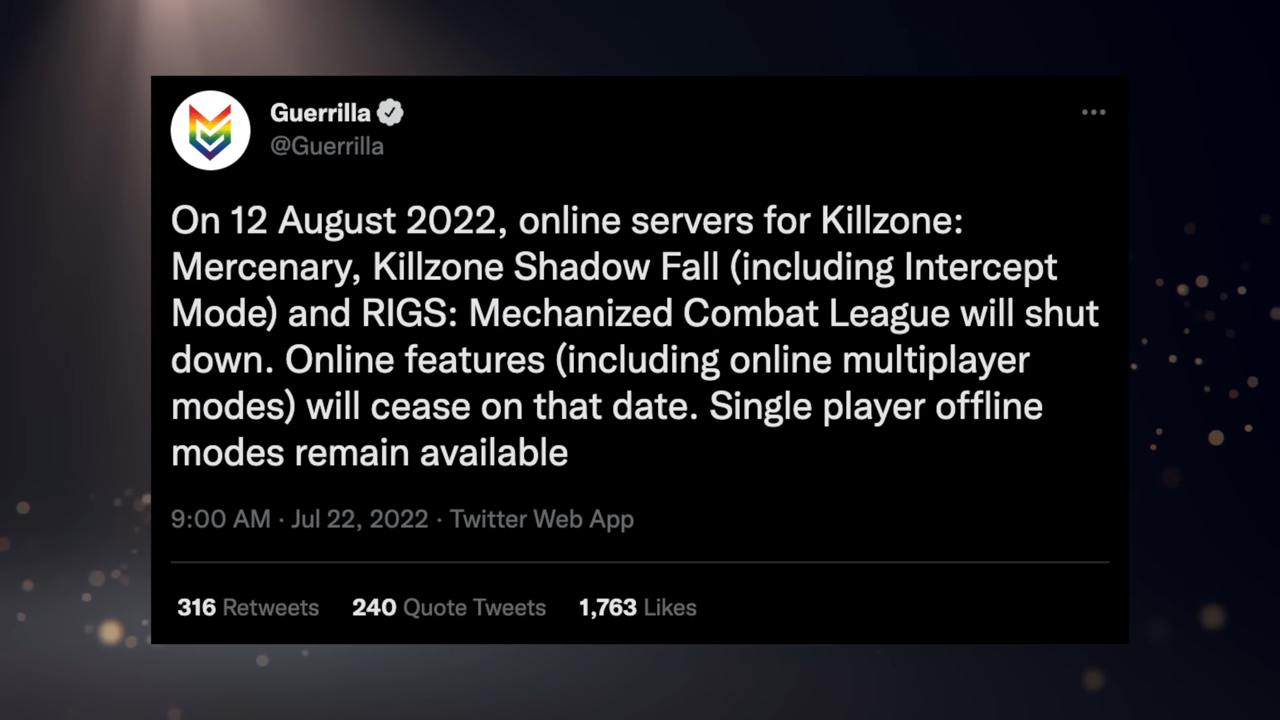 Guerrilla
@Guerrilla
On 12 August 2022, online servers for Killzone:
Mercenary, Killzone Shadow Fall (including Intercept
Mode) and RIGS: Mechanized Combat League will shut
down. Online features (including online multiplayer
modes) will cease on that date. Single player offline
modes remain available
9:00 AM · Jul 22, 2022 · Twitter Web App
316 Retweets 240 Quote Tweets 1,763 Likes